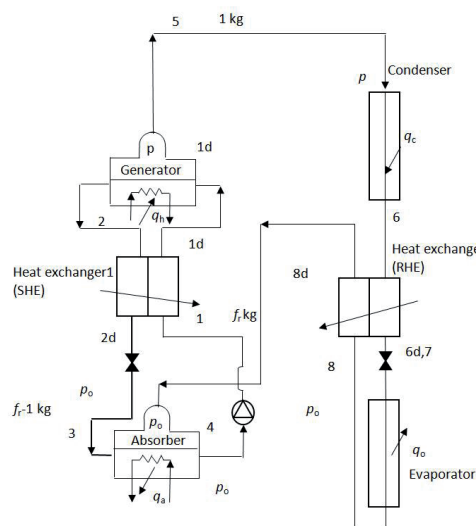 5
1 kg
p
Condenser
1d
p
Generator
q_c
2
q_h
6
1d
Heat exchanger1
(SHE)
Heat exchange
(RHE)
8d
f_r kg
1
2d
8
6d,7
p_o
p_o
f_r-1 kg
3
p_o
4
Absorber
q_o
Evaporator
q_a
p_o